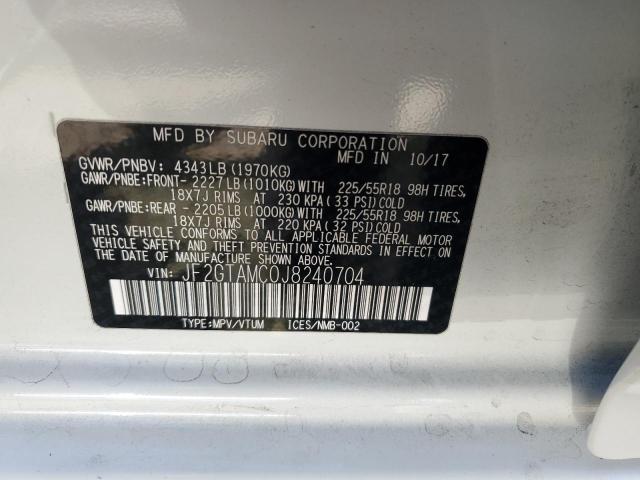 MFD BY SUBARU CORPORATION
GVWR/PNBV: 4343LB (1970KG) MFD IN 10/17
GAWR/PNBE:FRONT- 2227LB (1010KG) WITH 225/55R18 98H TIRES,
18X7J RIMS AT 230 KPA (33 PSI) COLD
GAWR/PNBE:REAR - 2205LB (1000KG) WITH 225/55R18 98H TIRES,
18X7J RIMS AT 220 KPA (32 PSI) COLD
THIS VEHICLE CONFORMS TO ALL APPLICABLE FEDERAL MOTOR
VEHICLE SAFETY AND THEFT PREVENTION STANDARDS IN EFFECT ON
THE DATE OF MANUFACTURE SHOWN ABOVE.
VIN: JF2GTAMC0J8240704
TYPE:MPV/VTUM ICES/NMB-002